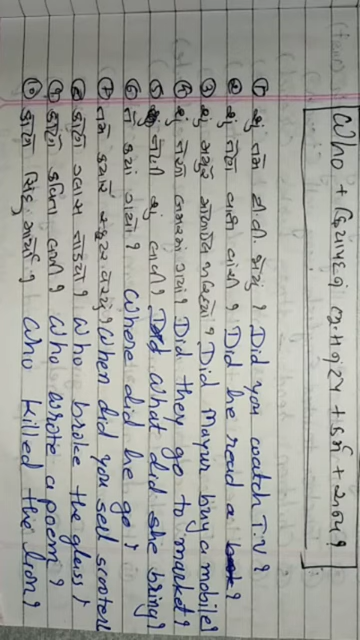 Who + ક્રિયાપદનું ભૂ.કા.નું રૂપ + કર્મ + અન્ય?
① શું તમે ટી.વી. જોયું? Did you watch T.V?
② શું તેણે વાંચી? Did he read a book?
③ શું મયુરે મોબાઈલ ખરીદ્યો? Did Mayur buy a mobile?
④ શું તેઓ બજારમાં ગયા? Did they go to market?
⑤ તેણી શું લાવી? What did she bring?
⑥ તે ક્યાં ગયો? Where did he go?
⑦ તમે ક્યારે સ્કુટર વેચ્યું? When did you sell scooter
⑧ કોણે ગ્લાસ તોડ્યો? Who broke the glass?
⑨ કોણે કવિતા લખી? Who wrote a poem?
⑩ કોણે સિંહ માર્યો? Who killed the lion?